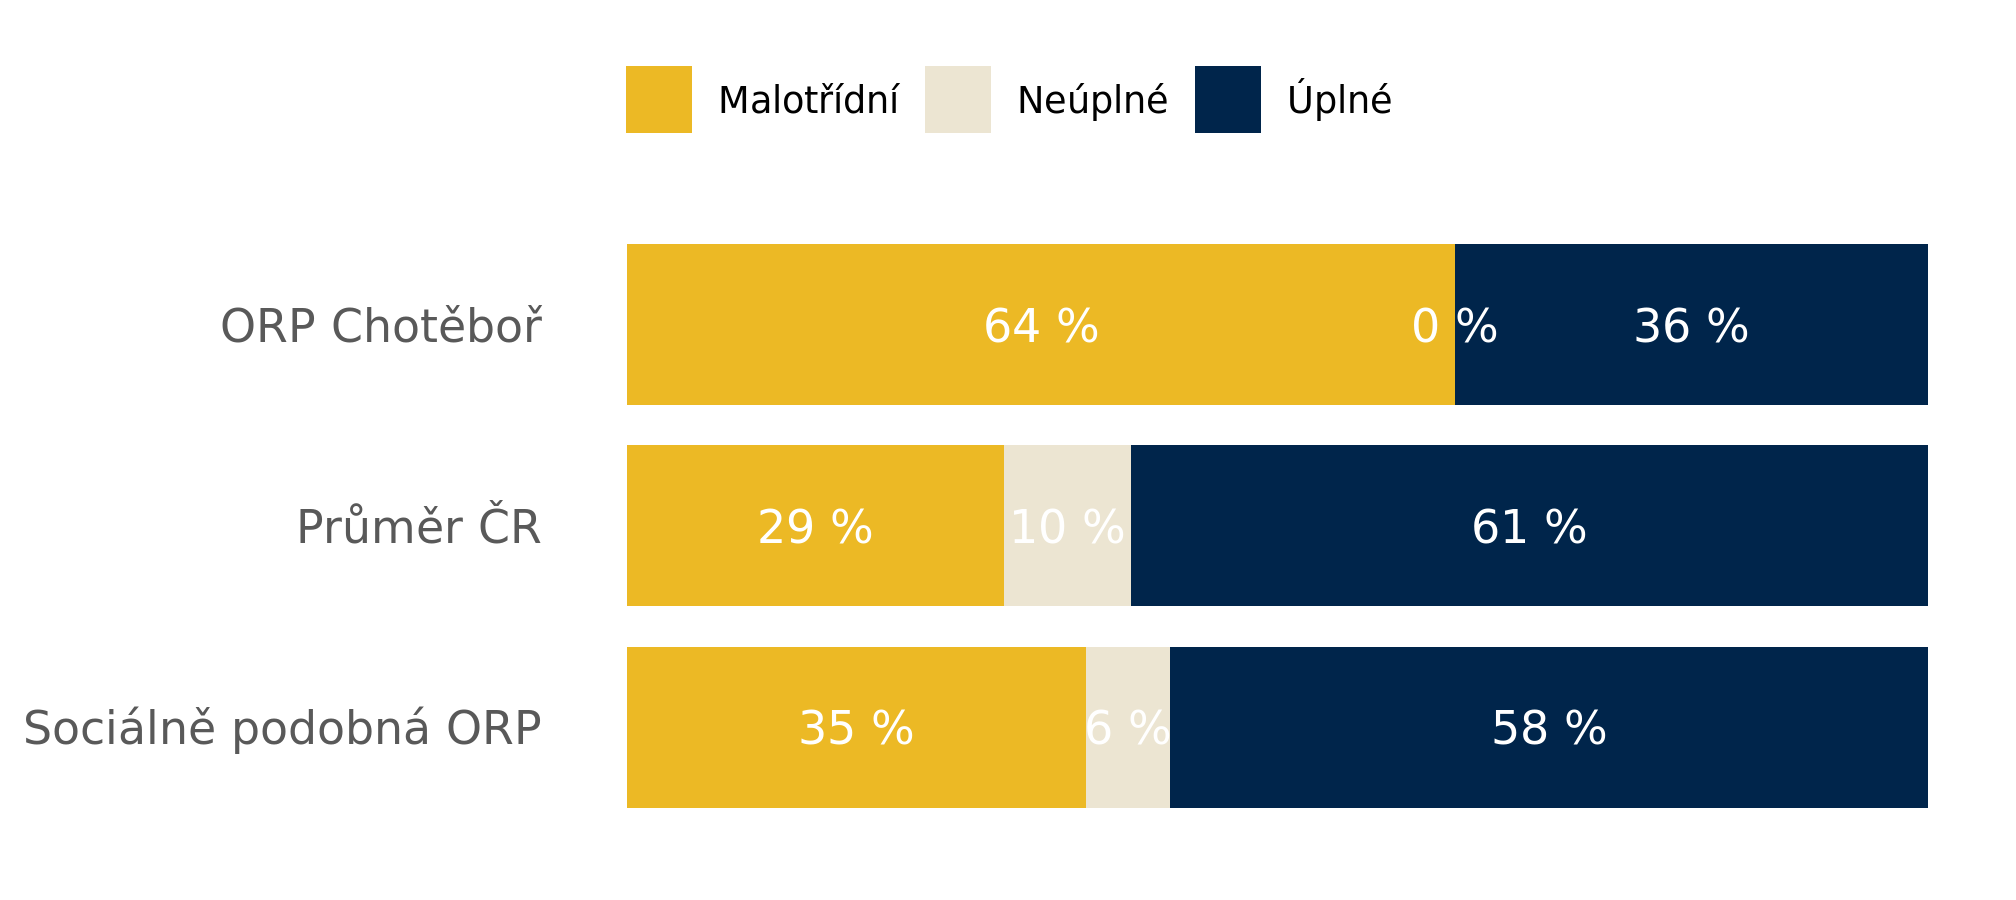 Malotřídní Neúplné Úplné
ORP Chotěboř 64 % 0 % 36 %
Průměr ČR 29 % 10 % 61 %
Sociálně podobná ORP 35 % 6 % 58 %